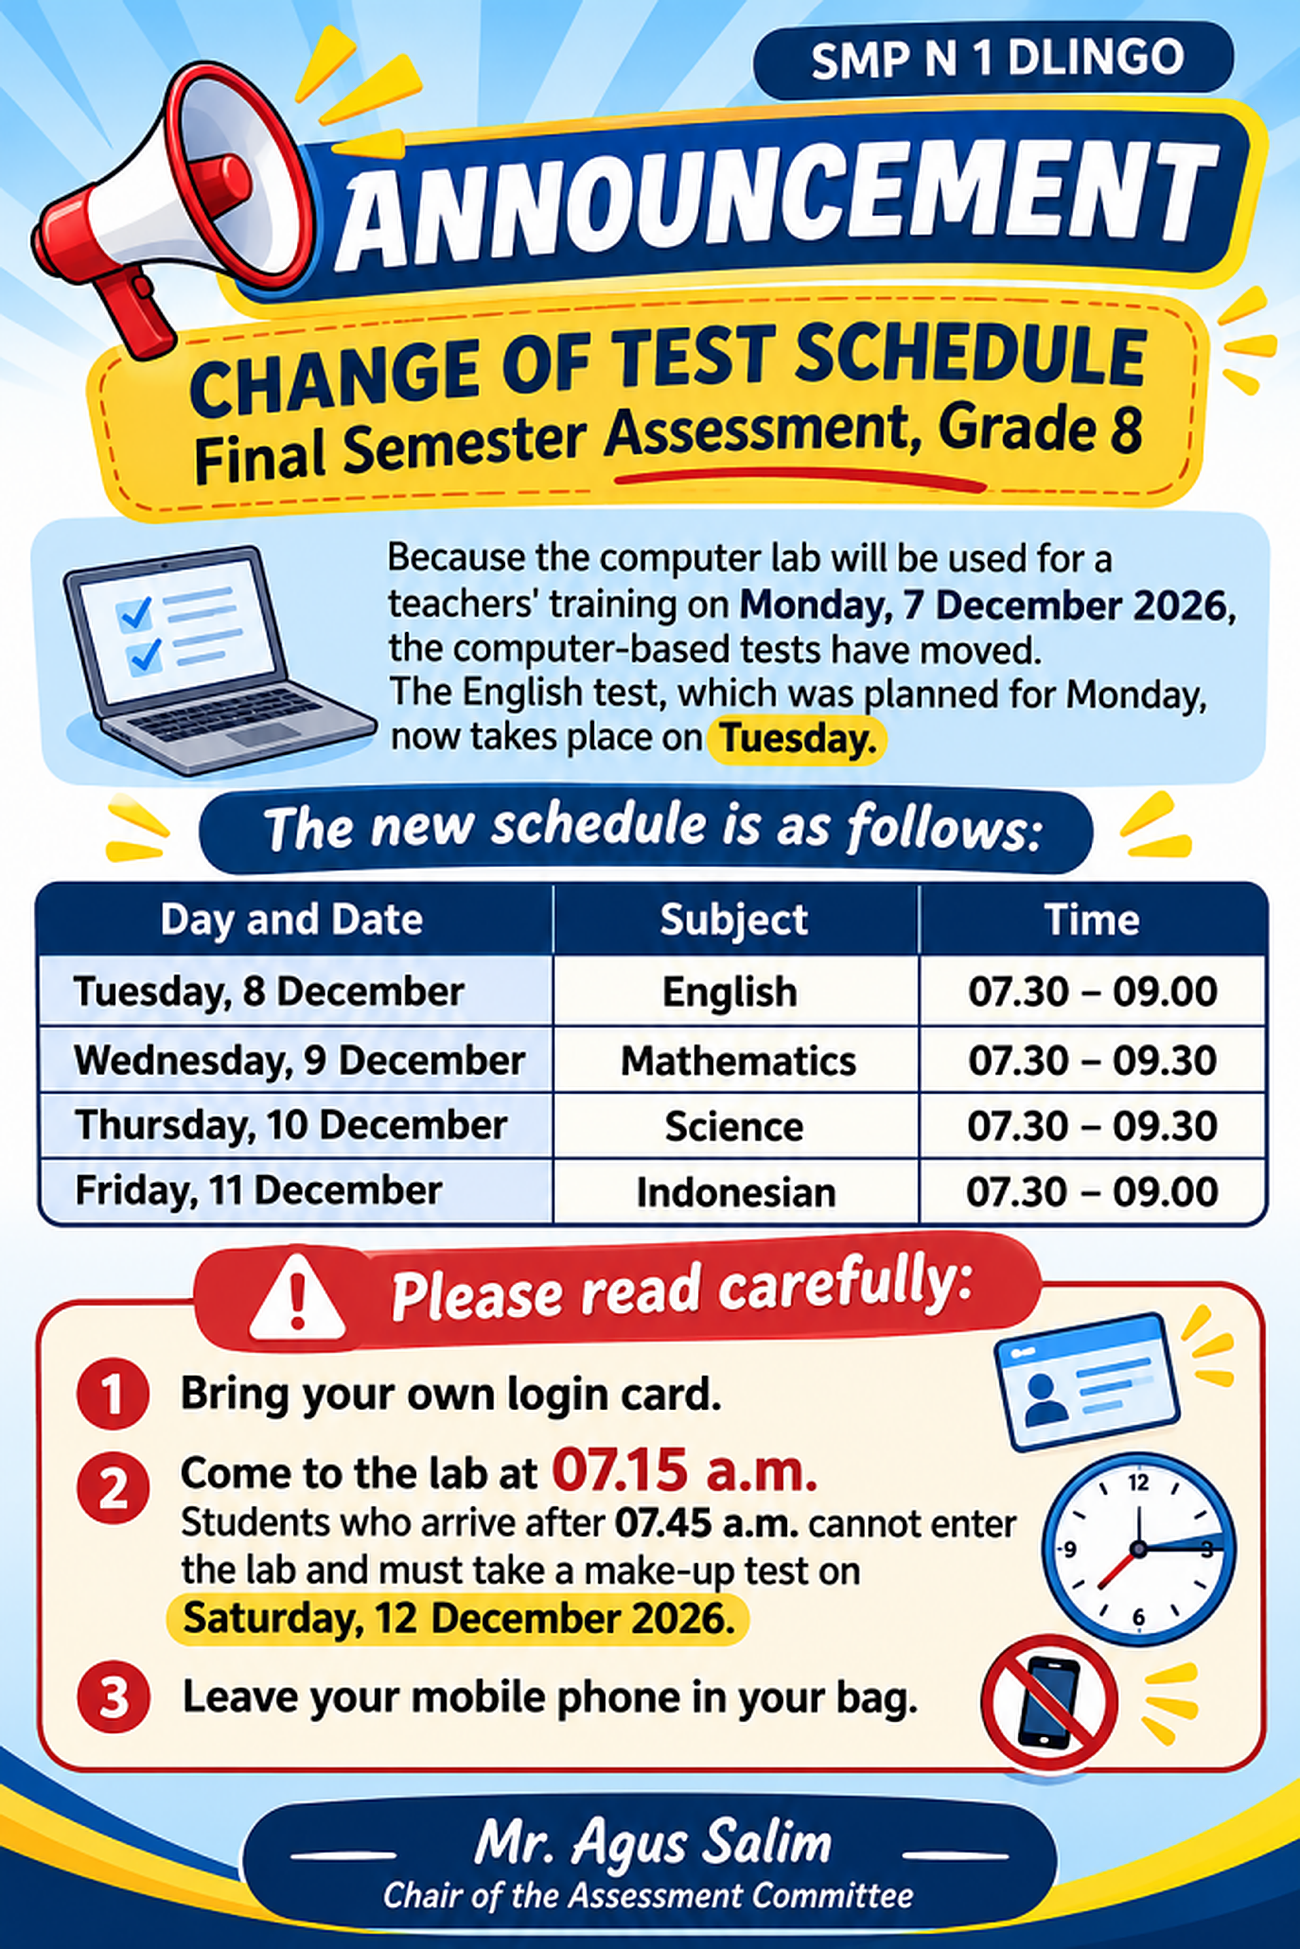 SMP N 1 DLINGO
ANNOUNCEMENT
CHANGE OF TEST SCHEDULE
Final Semester Assessment, Grade 8
Because the computer lab will be used for a
teachers' training on Monday, 7 December 2026,
the computer-based tests have moved.
The English test, which was planned for Monday,
now takes place on Tuesday.
The new schedule is as follows:
Day and Date Subject Time
Tuesday, 8 December English 07.30 – 09.00
Wednesday, 9 December Mathematics 07.30 – 09.30
Thursday, 10 December Science 07.30 – 09.30
Friday, 11 December Indonesian 07.30 – 09.00
Please read carefully:
1 Bring your own login card.
2 Come to the lab at 07.15 a.m.
Students who arrive after 07.45 a.m. cannot enter
the lab and must take a make-up test on
Saturday, 12 December 2026.
12
9 3
6
3 Leave your mobile phone in your bag.
Mr. Agus Salim
Chair of the Assessment Committee